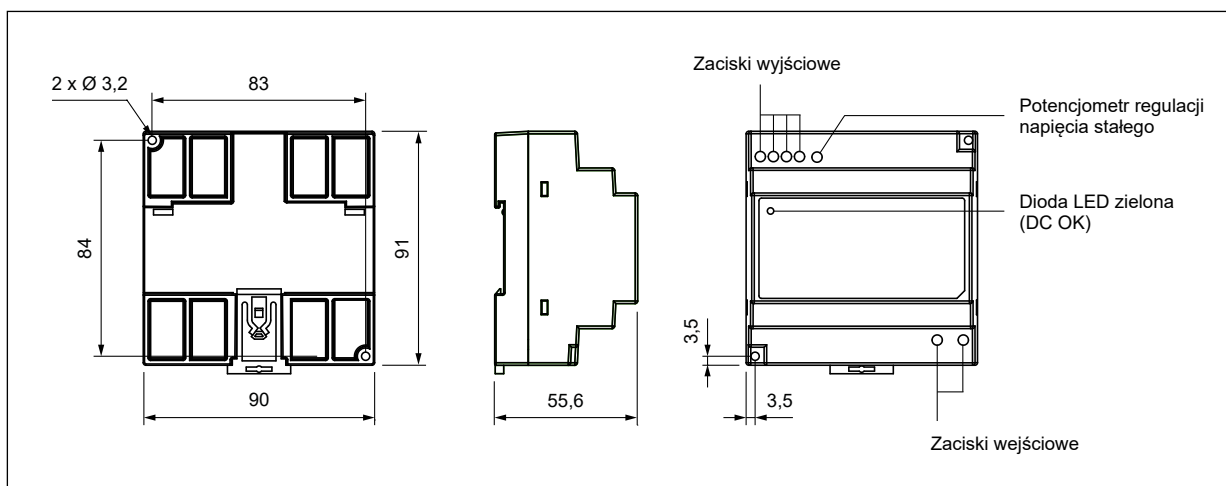 Zaciski wyjściowe
2 x Ø 3,2
83
Potencjometr regulacji
napięcia stałego
Dioda LED zielona
(DC OK)
84
91
3,5
90
55,6
3,5
Zaciski wejściowe